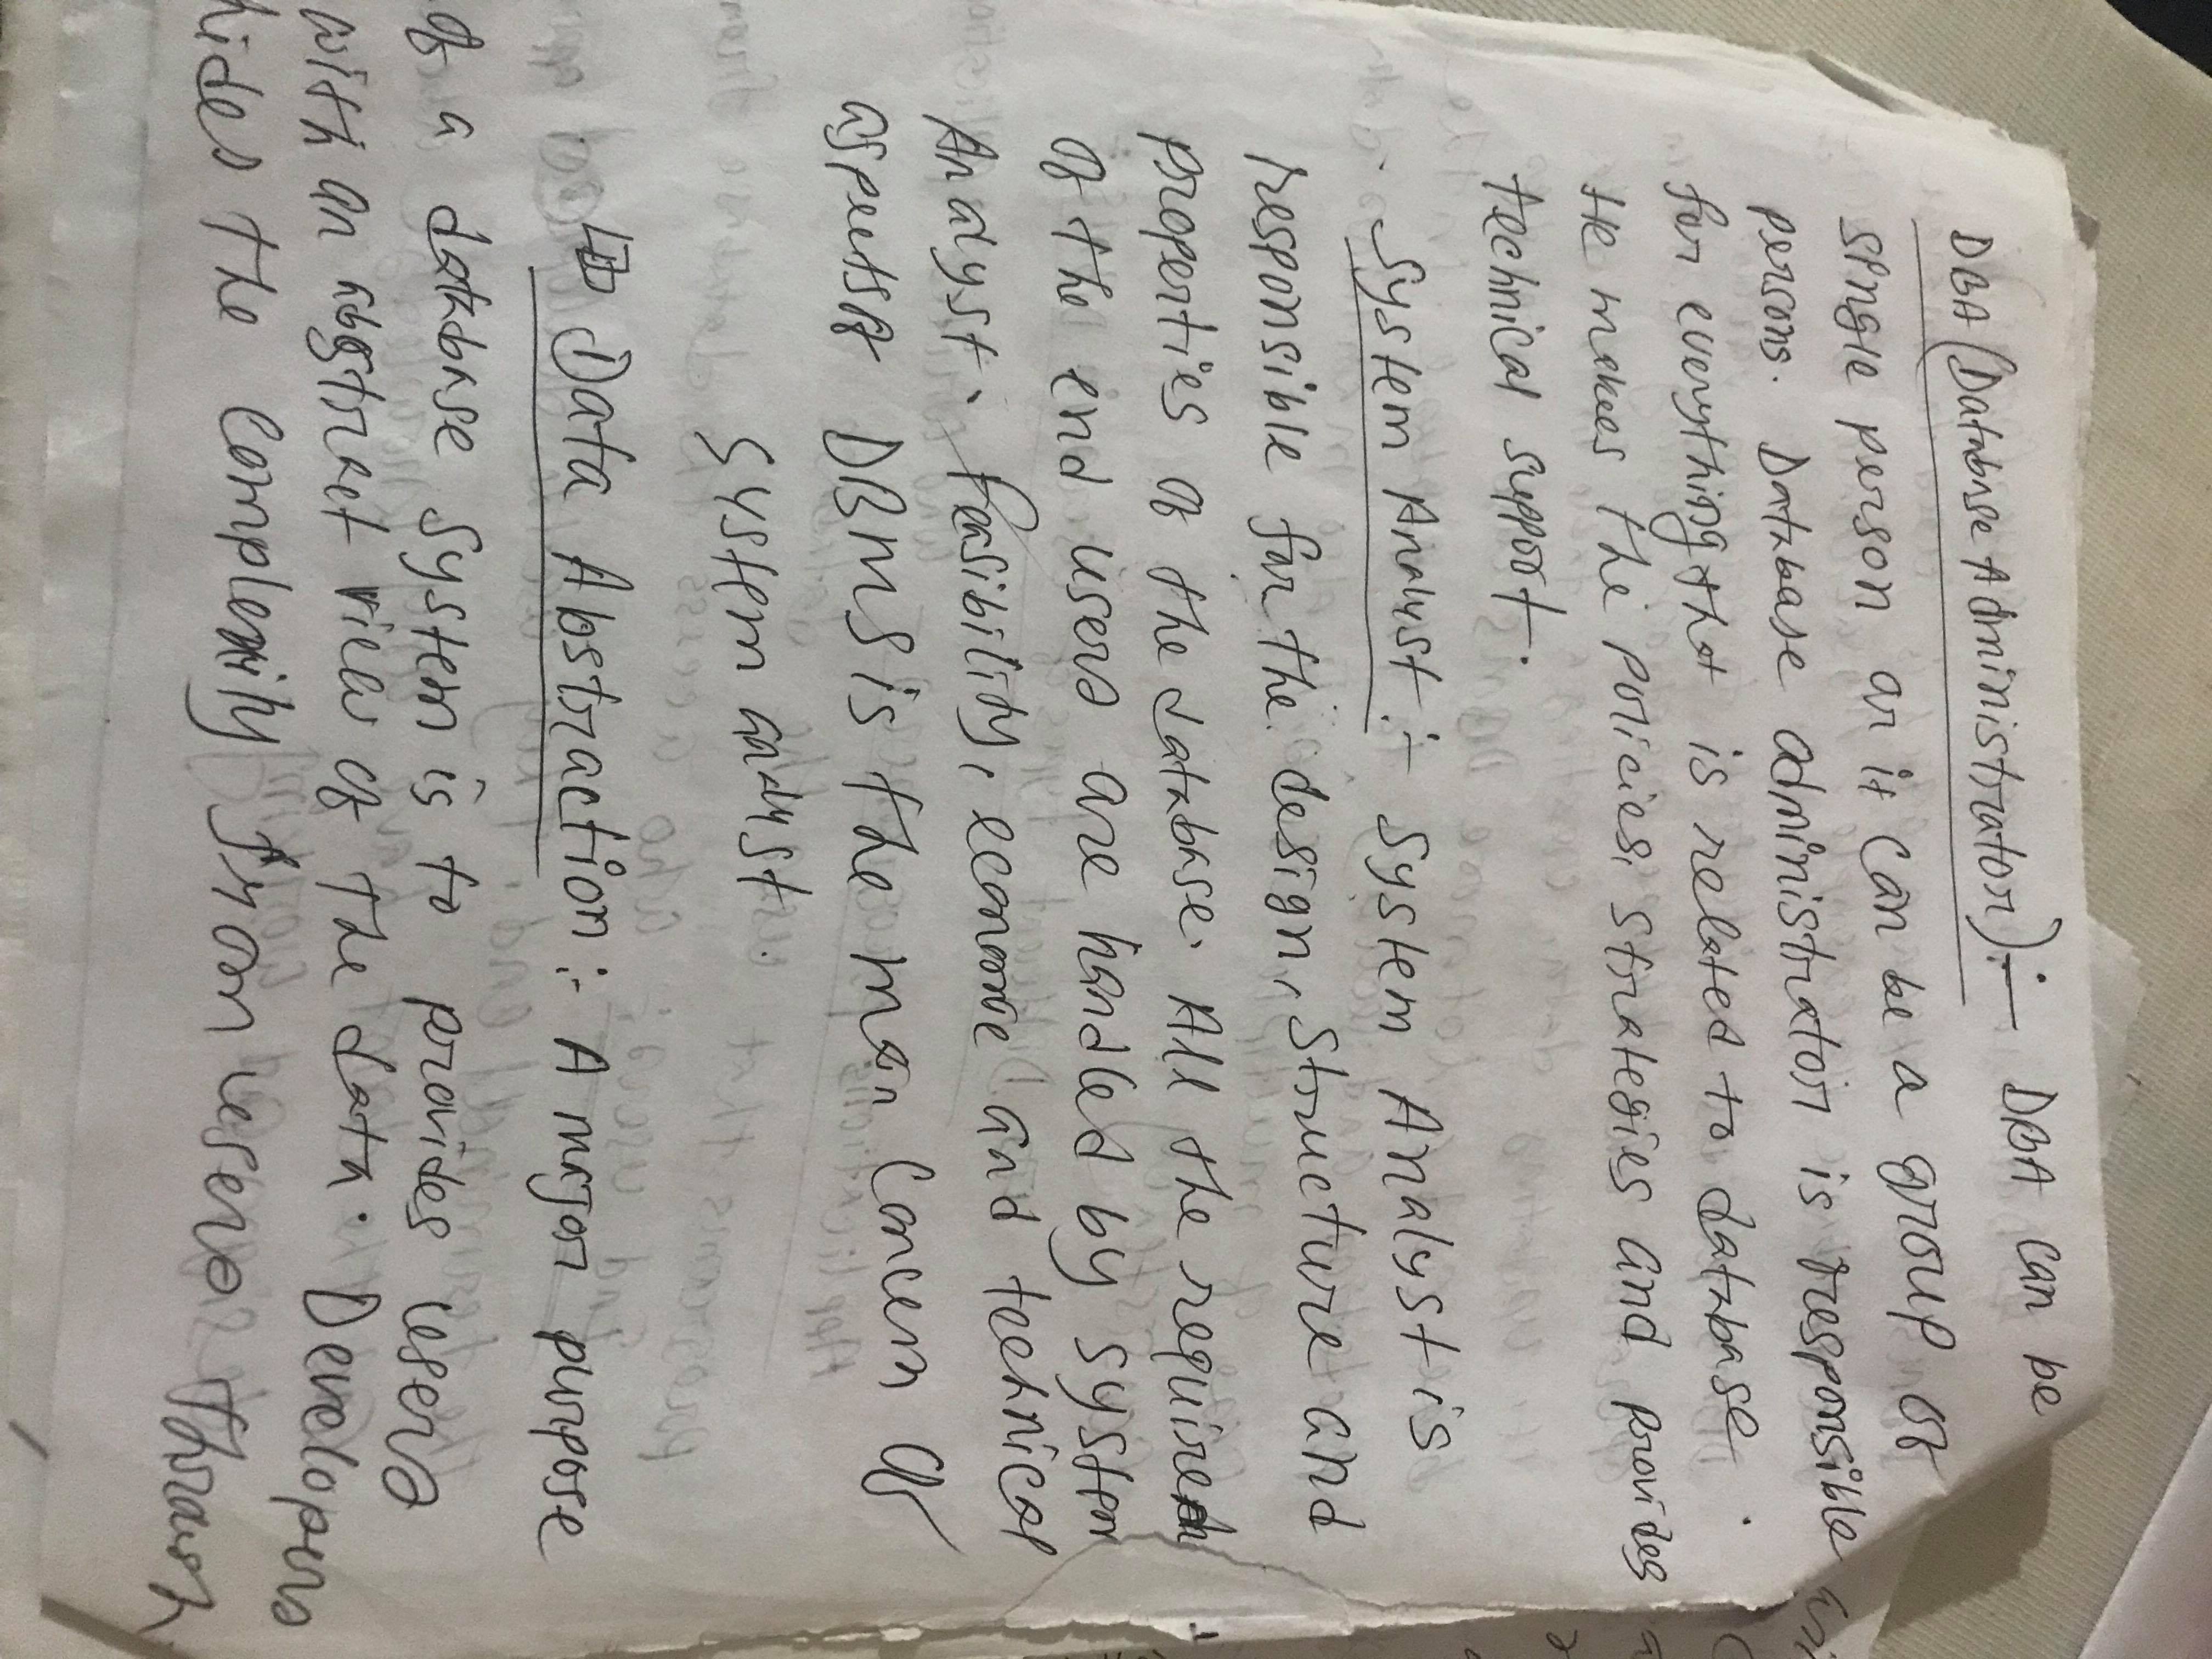 DBA (Database Administrator) :- DBA can be
single person or it can be a group of
persons. Database administrator is responsible
for everything that is related to database.
He makees the policies, strategies and provides
technical support.
System Analyst :- System Analyst is
responsible for the design, structure and
properties of the database. All the
of the end users are handled by system
Analyst. Feasibility, economic and technical
aspects of DBMS is the main concern of
system analyst.
Data Abstraction :- A major purpose
of a database system is to provides users
with an abstract view of the data. Developers
hides the complexity from users through